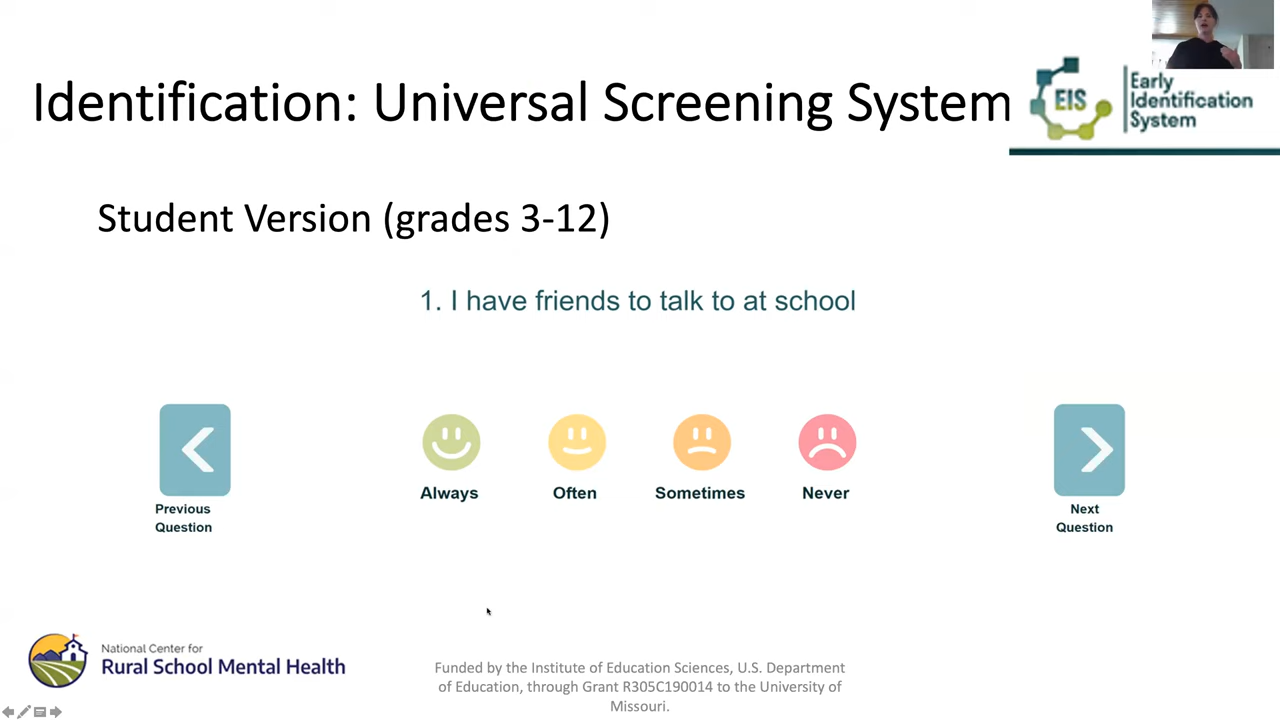 Identification: Universal Screening System
EIS
Early
Identification
System
Student Version (grades 3-12)
1. I have friends to talk to at school
Always
Often
Sometimes
Never
Previous
Question
Next
Question
National Center for
Rural School Mental Health
Funded by the Institute of Education Sciences, U.S. Department
of Education, through Grant R305C190014 to the University of
Missouri.